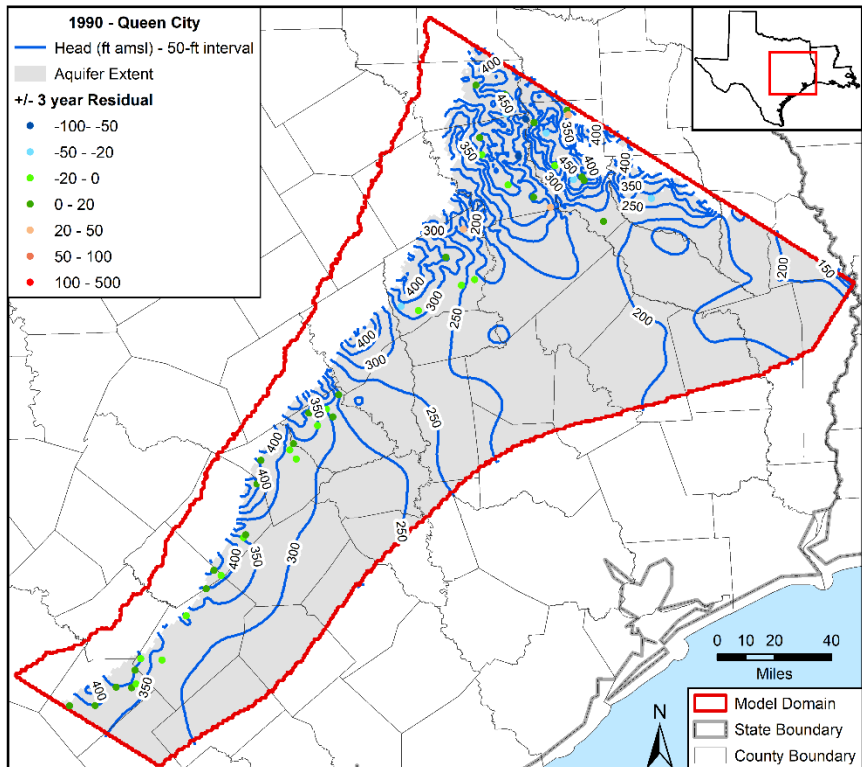 1990 - Queen City
Head (ft amsl) - 50-ft interval
Aquifer Extent
+/- 3 year Residual
-100- -50
-50 - -20
-20 - 0
0 - 20
20 - 50
50 - 100
100 - 500
400
450
350
350
400
400
450
400
300
350
250
200
300
200
150
400
300
250
200
400
300
350
250
400
400
250
300
400
350
400
350
0 10 20 40
Miles
N
Model Domain
State Boundary
County Boundary